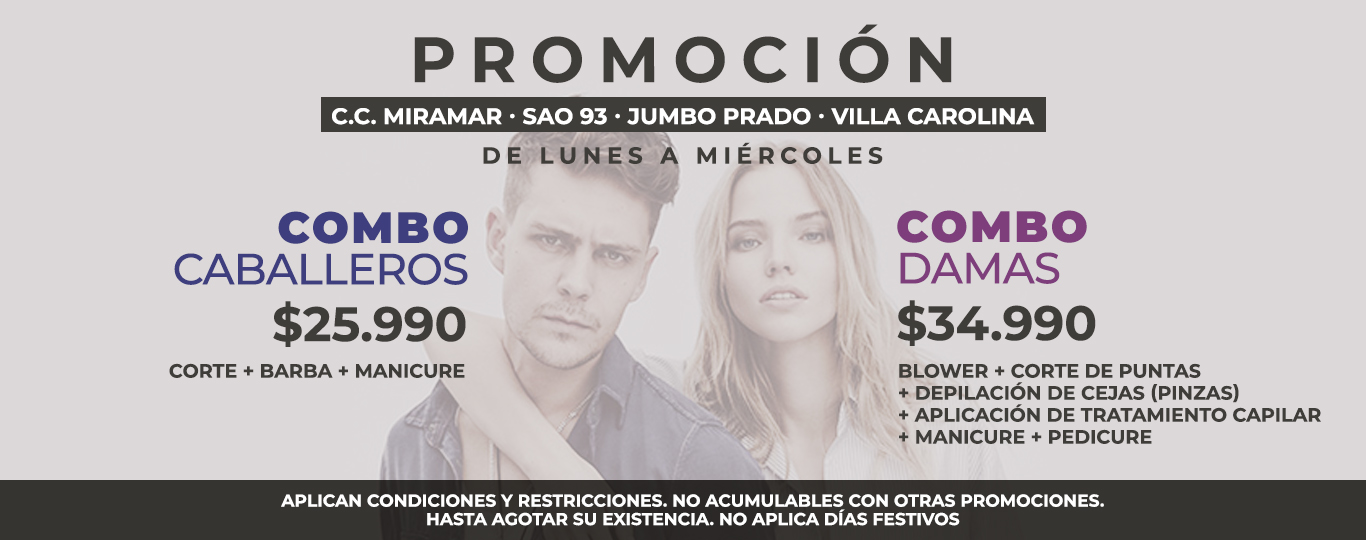 PROMOCIÓN
C.C. MIRAMAR · SAO 93 · JUMBO PRADO · VILLA CAROLINA
DE LUNES A MIÉRCOLES
COMBO
CABALLEROS
$25.990
CORTE + BARBA + MANICURE
COMBO
DAMAS
$34.990
BLOWER + CORTE DE PUNTAS
+ DEPILACIÓN DE CEJAS (PINZAS)
+ APLICACIÓN DE TRATAMIENTO CAPILAR
+ MANICURE + PEDICURE
APLICAN CONDICIONES Y RESTRICCIONES. NO ACUMULABLES CON OTRAS PROMOCIONES.
HASTA AGOTAR SU EXISTENCIA. NO APLICA DÍAS FESTIVOS